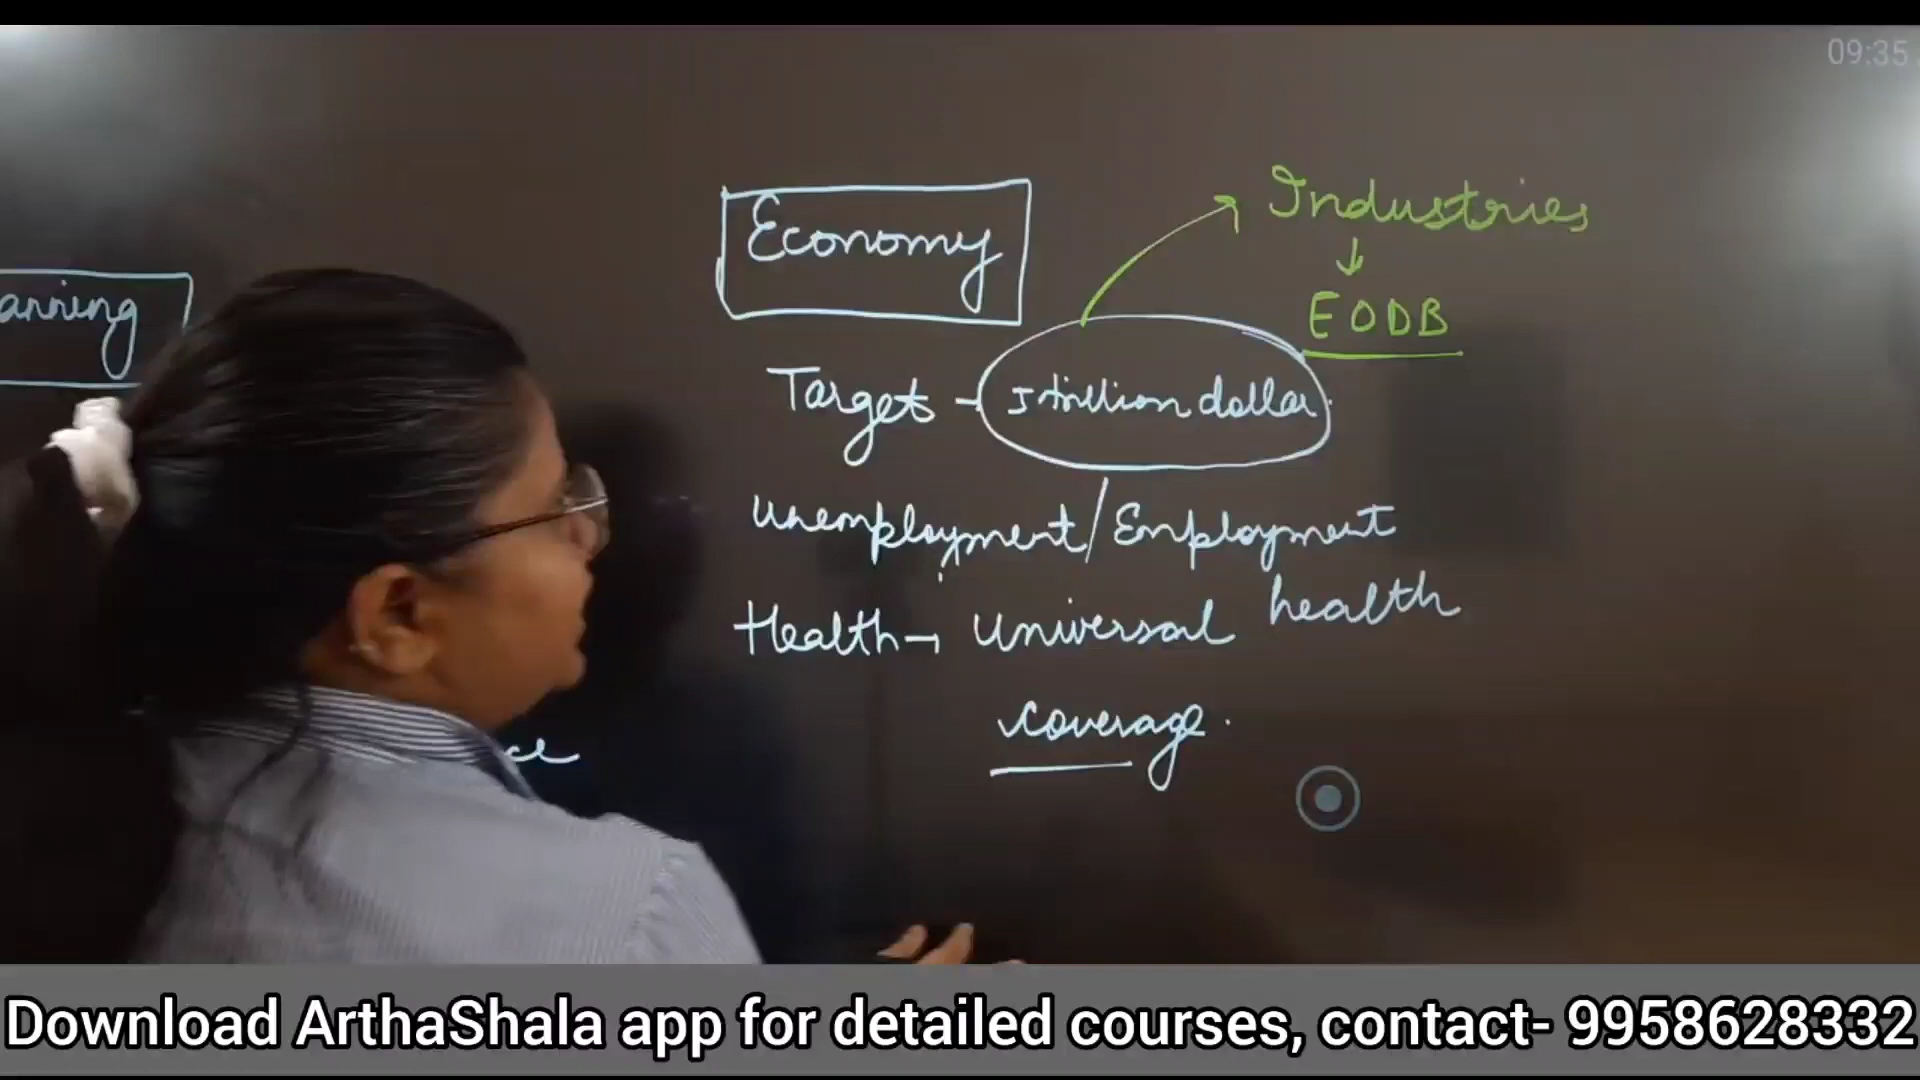 09:35
Industries
Economy
EODB
anning
Target - 5 trillion dollar.
Unemployment/Employment
Health→ Universal health
coverage.
ce
Download ArthaShala app for detailed courses, contact- 9958628332